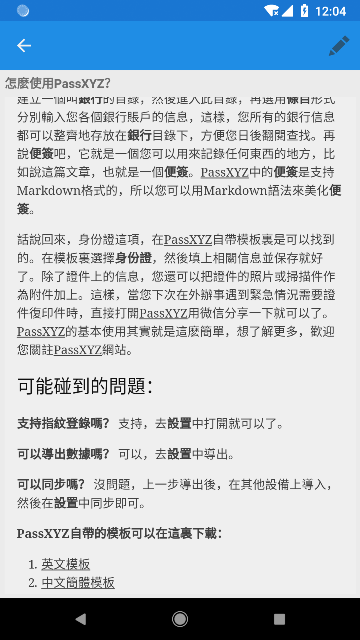 12:04
怎麽使用PassXYZ?
建立一個叫銀行的目錄，然後進入此目錄，再選用條目形式
分別輸入您各個銀行賬戶的信息，這樣，您所有的銀行信息
都可以整齊地存放在銀行目錄下，方便您日後翻閱查找。再
說便簽吧，它就是一個您可以用來記錄任何東西的地方，比
如說這篇文章，也就是一個便簽。PassXYZ中的便簽是支持
Markdown格式的，所以您可以用Markdown語法來美化便
簽。
話說回來，身份證這項，在PassXYZ自帶模板裏是可以找到
的。在模板裏選擇身份證，然後填上相關信息並保存就好
了。除了證件上的信息，您還可以把證件的照片或掃描件作
為附件加上。這樣，當您下次在外辦事遇到緊急情況需要證
件復印件時，直接打開PassXYZ用微信分享一下就可以了。
PassXYZ的基本使用其實就是這麽簡單，想了解更多，歡迎
您關註PassXYZ網站。
可能碰到的問題：
支持指紋登錄嗎？ 支持，去設置中打開就可以了。
可以導出數據嗎？ 可以，去設置中導出。
可以同步嗎？ 沒問題，上一步導出後，在其他設備上導入，
然後在設置中同步即可。
PassXYZ自帶的模板可以在這裏下載：
1. 英文模板
2. 中文簡體模板